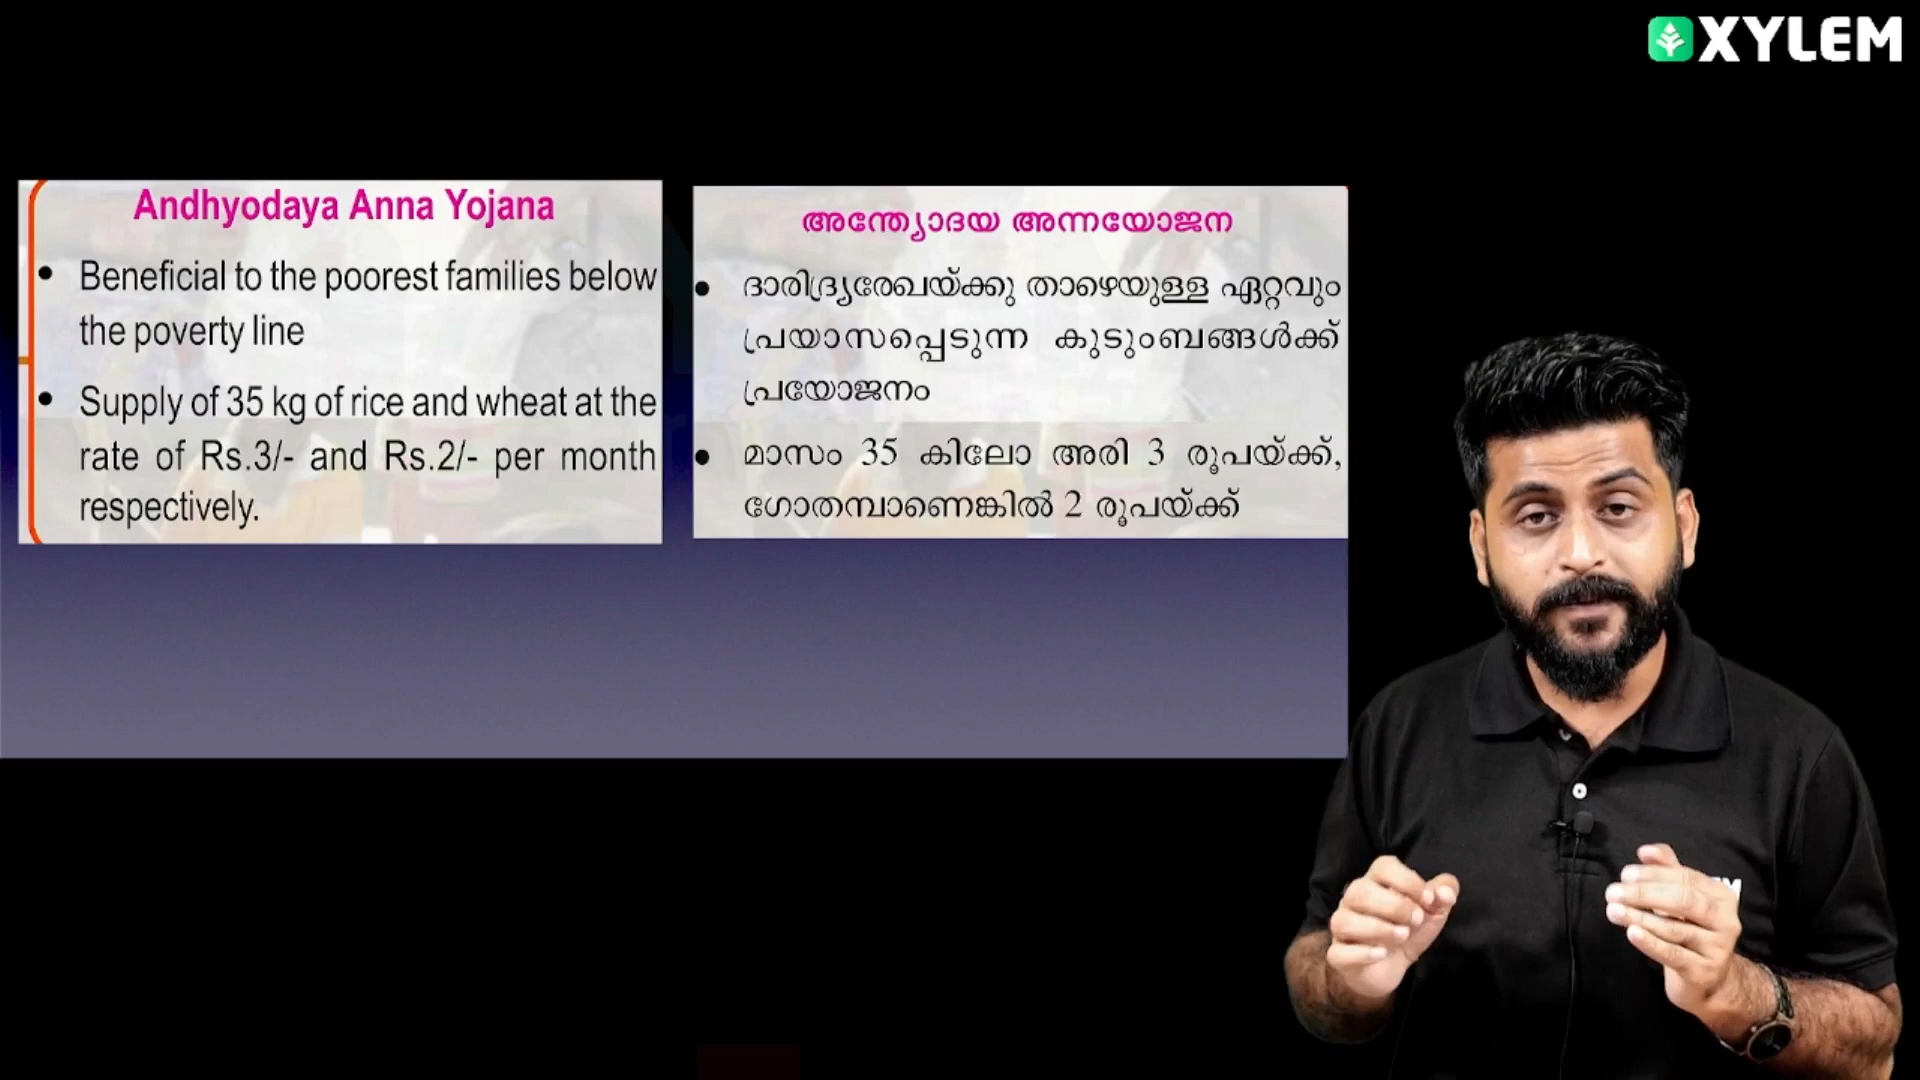 XYLEM
Andhyodaya Anna Yojana
• Beneficial to the poorest families below
the poverty line
• Supply of 35 kg of rice and wheat at the
rate of Rs.3/- and Rs.2/- per month
respectively.
അന്ത്യോദയ അന്നയോജന
• ദാരിദ്ര്യരേഖയ്ക്കു താഴെയുള്ള ഏറ്റവും
പ്രയാസപ്പെടുന്ന കുടുംബങ്ങൾക്ക്
പ്രയോജനം
• മാസം 35 കിലോ അരി 3 രൂപയ്ക്ക്,
ഗോതമ്പാണെങ്കിൽ 2 രൂപയ്ക്ക്